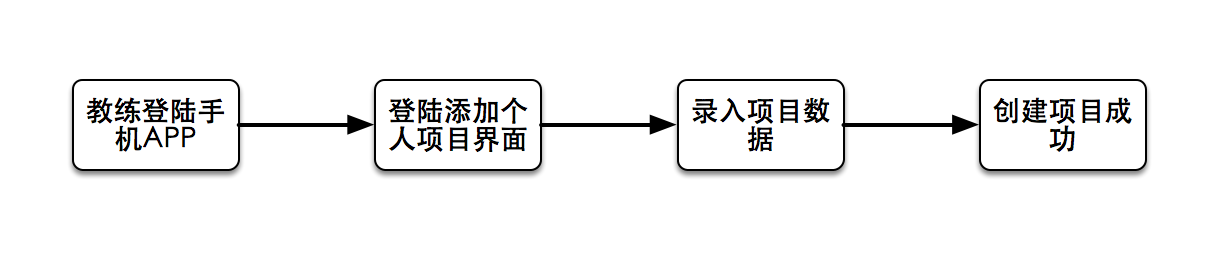 教练登陆手
机APP
登陆添加个
人项目界面
录入项目数
据
创建项目成
功